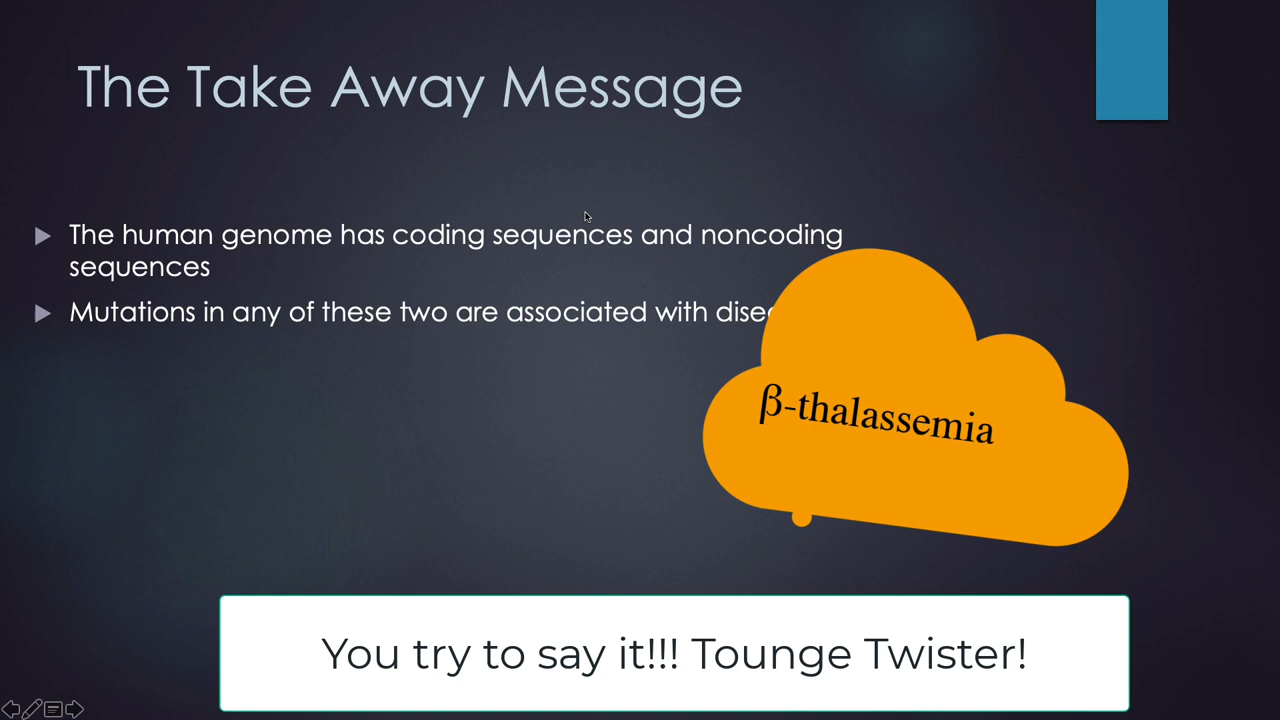 The Take Away Message
The human genome has coding sequences and noncoding
sequences
Mutations in any of these two are associated with
β-thalassemia
You try to say it!!! Tounge Twister!